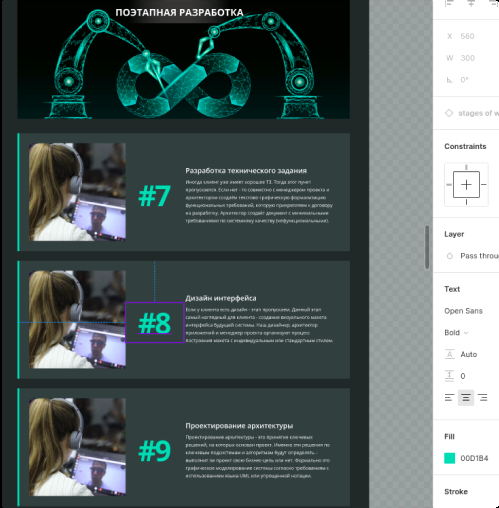 ПОЭТАПНАЯ РАЗРАБОТКА
#7
Разработка технического задания
Иногда клиент уже имеет хорошее ТЗ. Тогда этот пункт
пропускается. Если нет - то совместно с менеджером проекта и
архитектором создаём текстово-графическую формализацию
функциональных требований, которую прикрепляем к договору
на разработку. Архитектор создаёт документ с минимальными
требованиями по системному качеству (нефункциональным).
#8
Дизайн интерфейса
Если у клиента есть дизайн - этап пропускаем. Данный этап
самый наглядный для клиента - создание визуального макета
интерфейса будущей системы. Наш дизайнер, архитектор
приложений и менеджер проекта организуют процесс
построения макета с индивидуальным или стандартным стилем.
#9
Проектирование архитектуры
Проектирование архитектуры - это принятие ключевых
решений, на которых основан проект. Именно эти решения по
ключевым подсистемам и алгоритмам будут определять -
выполнит ли проект свою бизнес-цель или нет. Формально это
графическое моделирование системы согласно требованиям с
использованием языка UML или упрощенной нотации.
X 560
W 300
0°
stages of w
Constraints
Layer
Pass throu
Text
Open Sans
Bold
Auto
0
Fill
00D1B4
Stroke